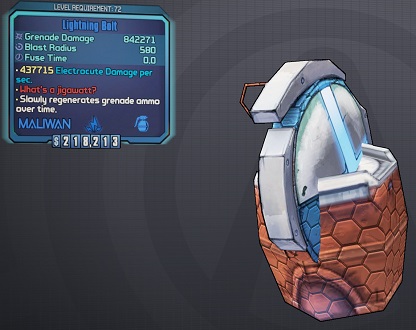 LEVEL REQUIREMENT: 72
Lightning Bolt
Grenade Damage 842271
Blast Radius 580
Fuse Time 0.0
• 437715 Electrocute Damage per
sec.
• What's a jigawatt?
• Slowly regenerates grenade ammo
over time.
MALIWAN
$218213